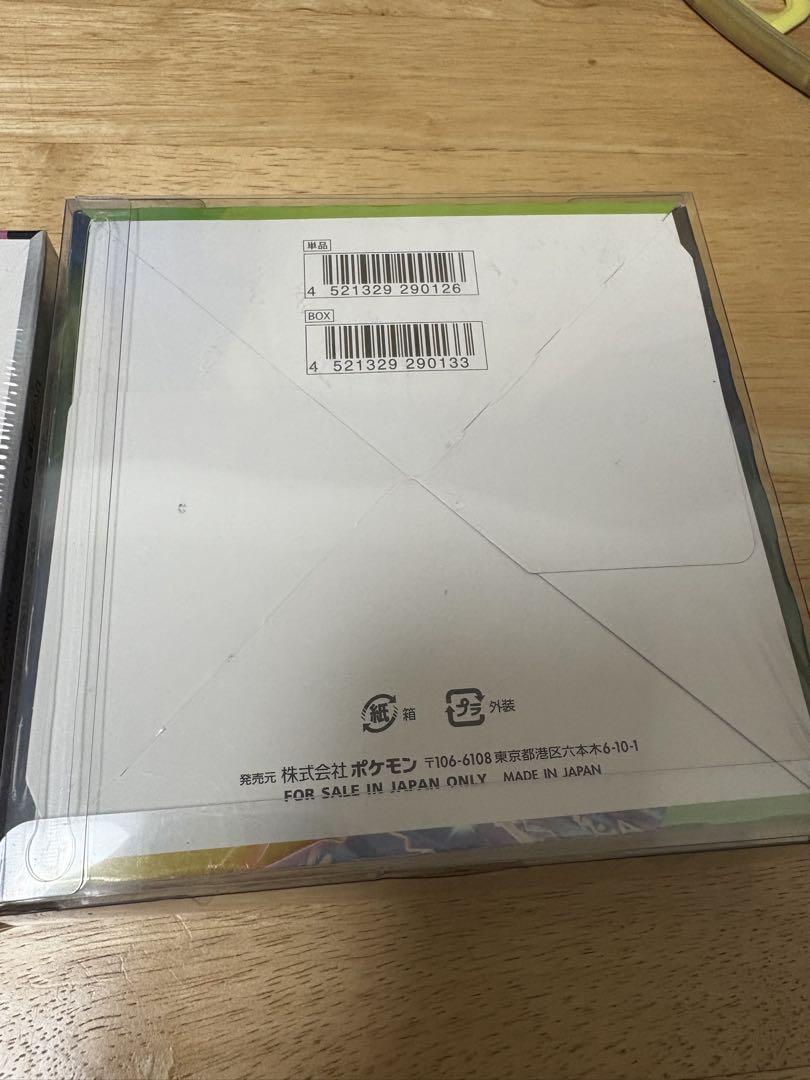 単品
4 521329 290126
BOX
4 521329 290133
紙 箱 プラ 外装
発売元 株式会社ポケモン 〒106-6108 東京都港区六本木6-10-1
FOR SALE IN JAPAN ONLY MADE IN JAPAN